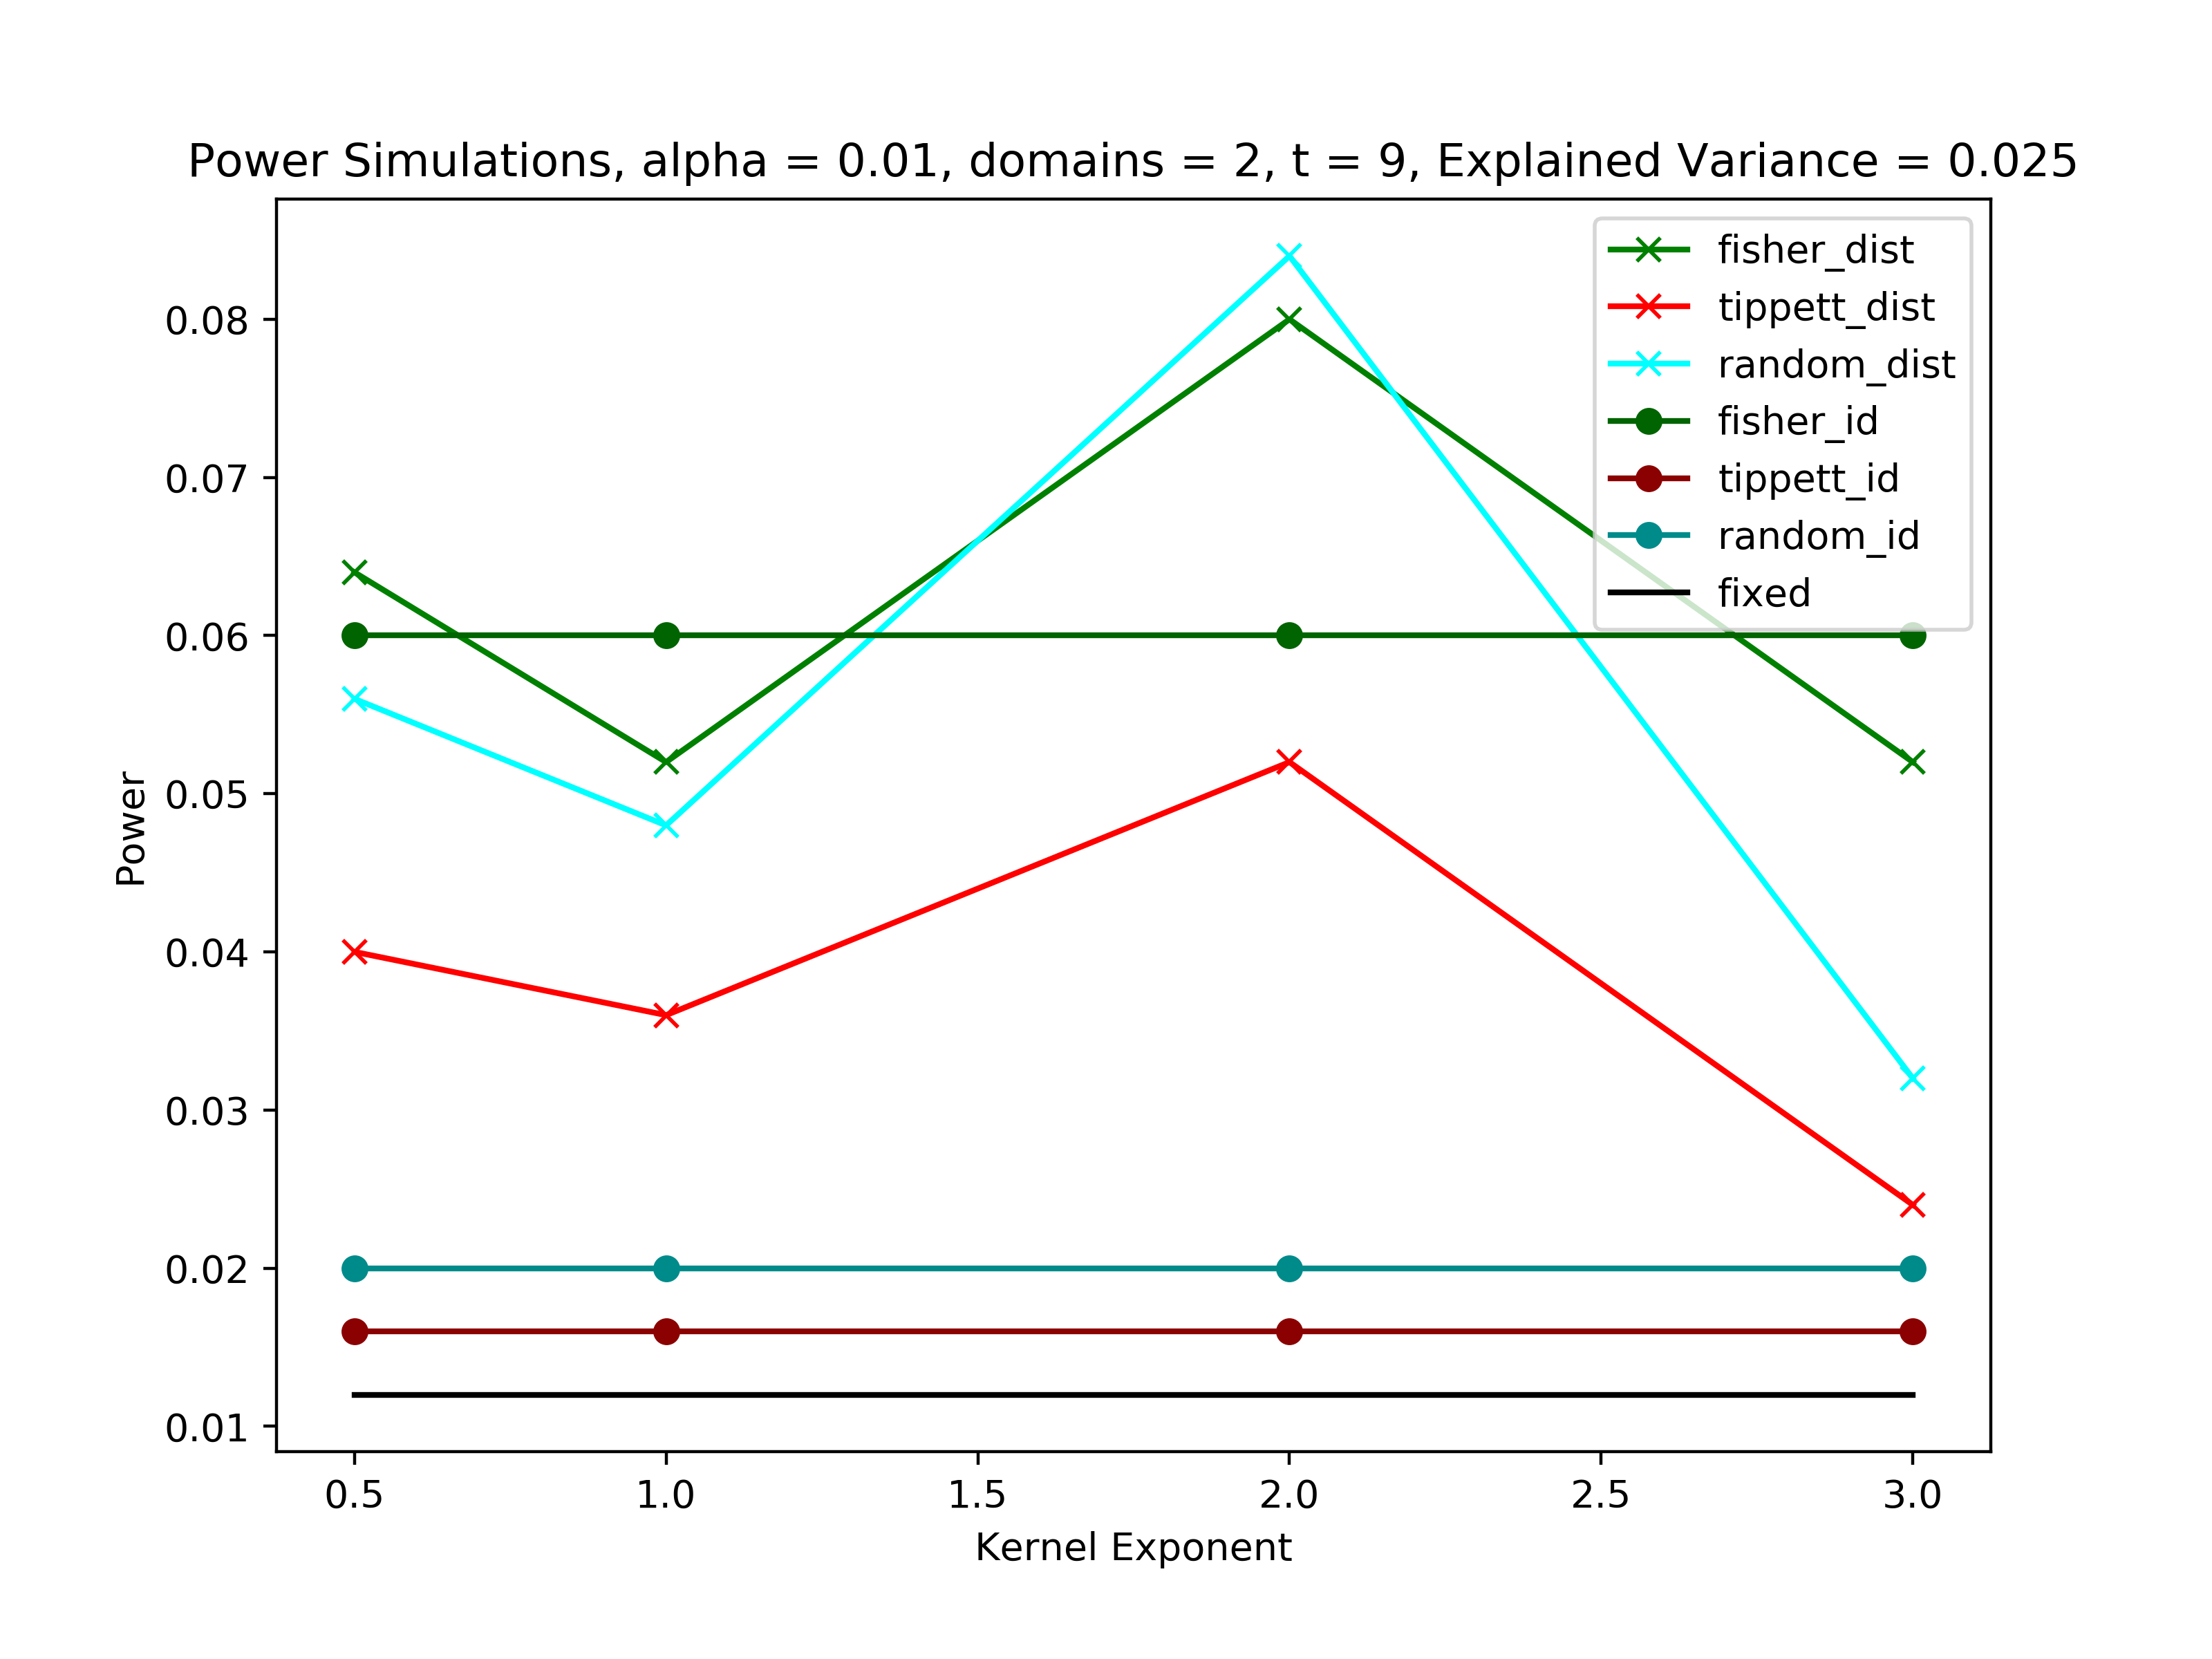 Power Simulations, alpha = 0.01, domains = 2, t = 9, Explained Variance = 0.025
fisher_dist
tippett_dist
random_dist
fisher_id
tippett_id
random_id
fixed
Power
0.08
0.07
0.06
0.05
0.04
0.03
0.02
0.01
0.5 1.0 1.5 2.0 2.5 3.0
Kernel Exponent